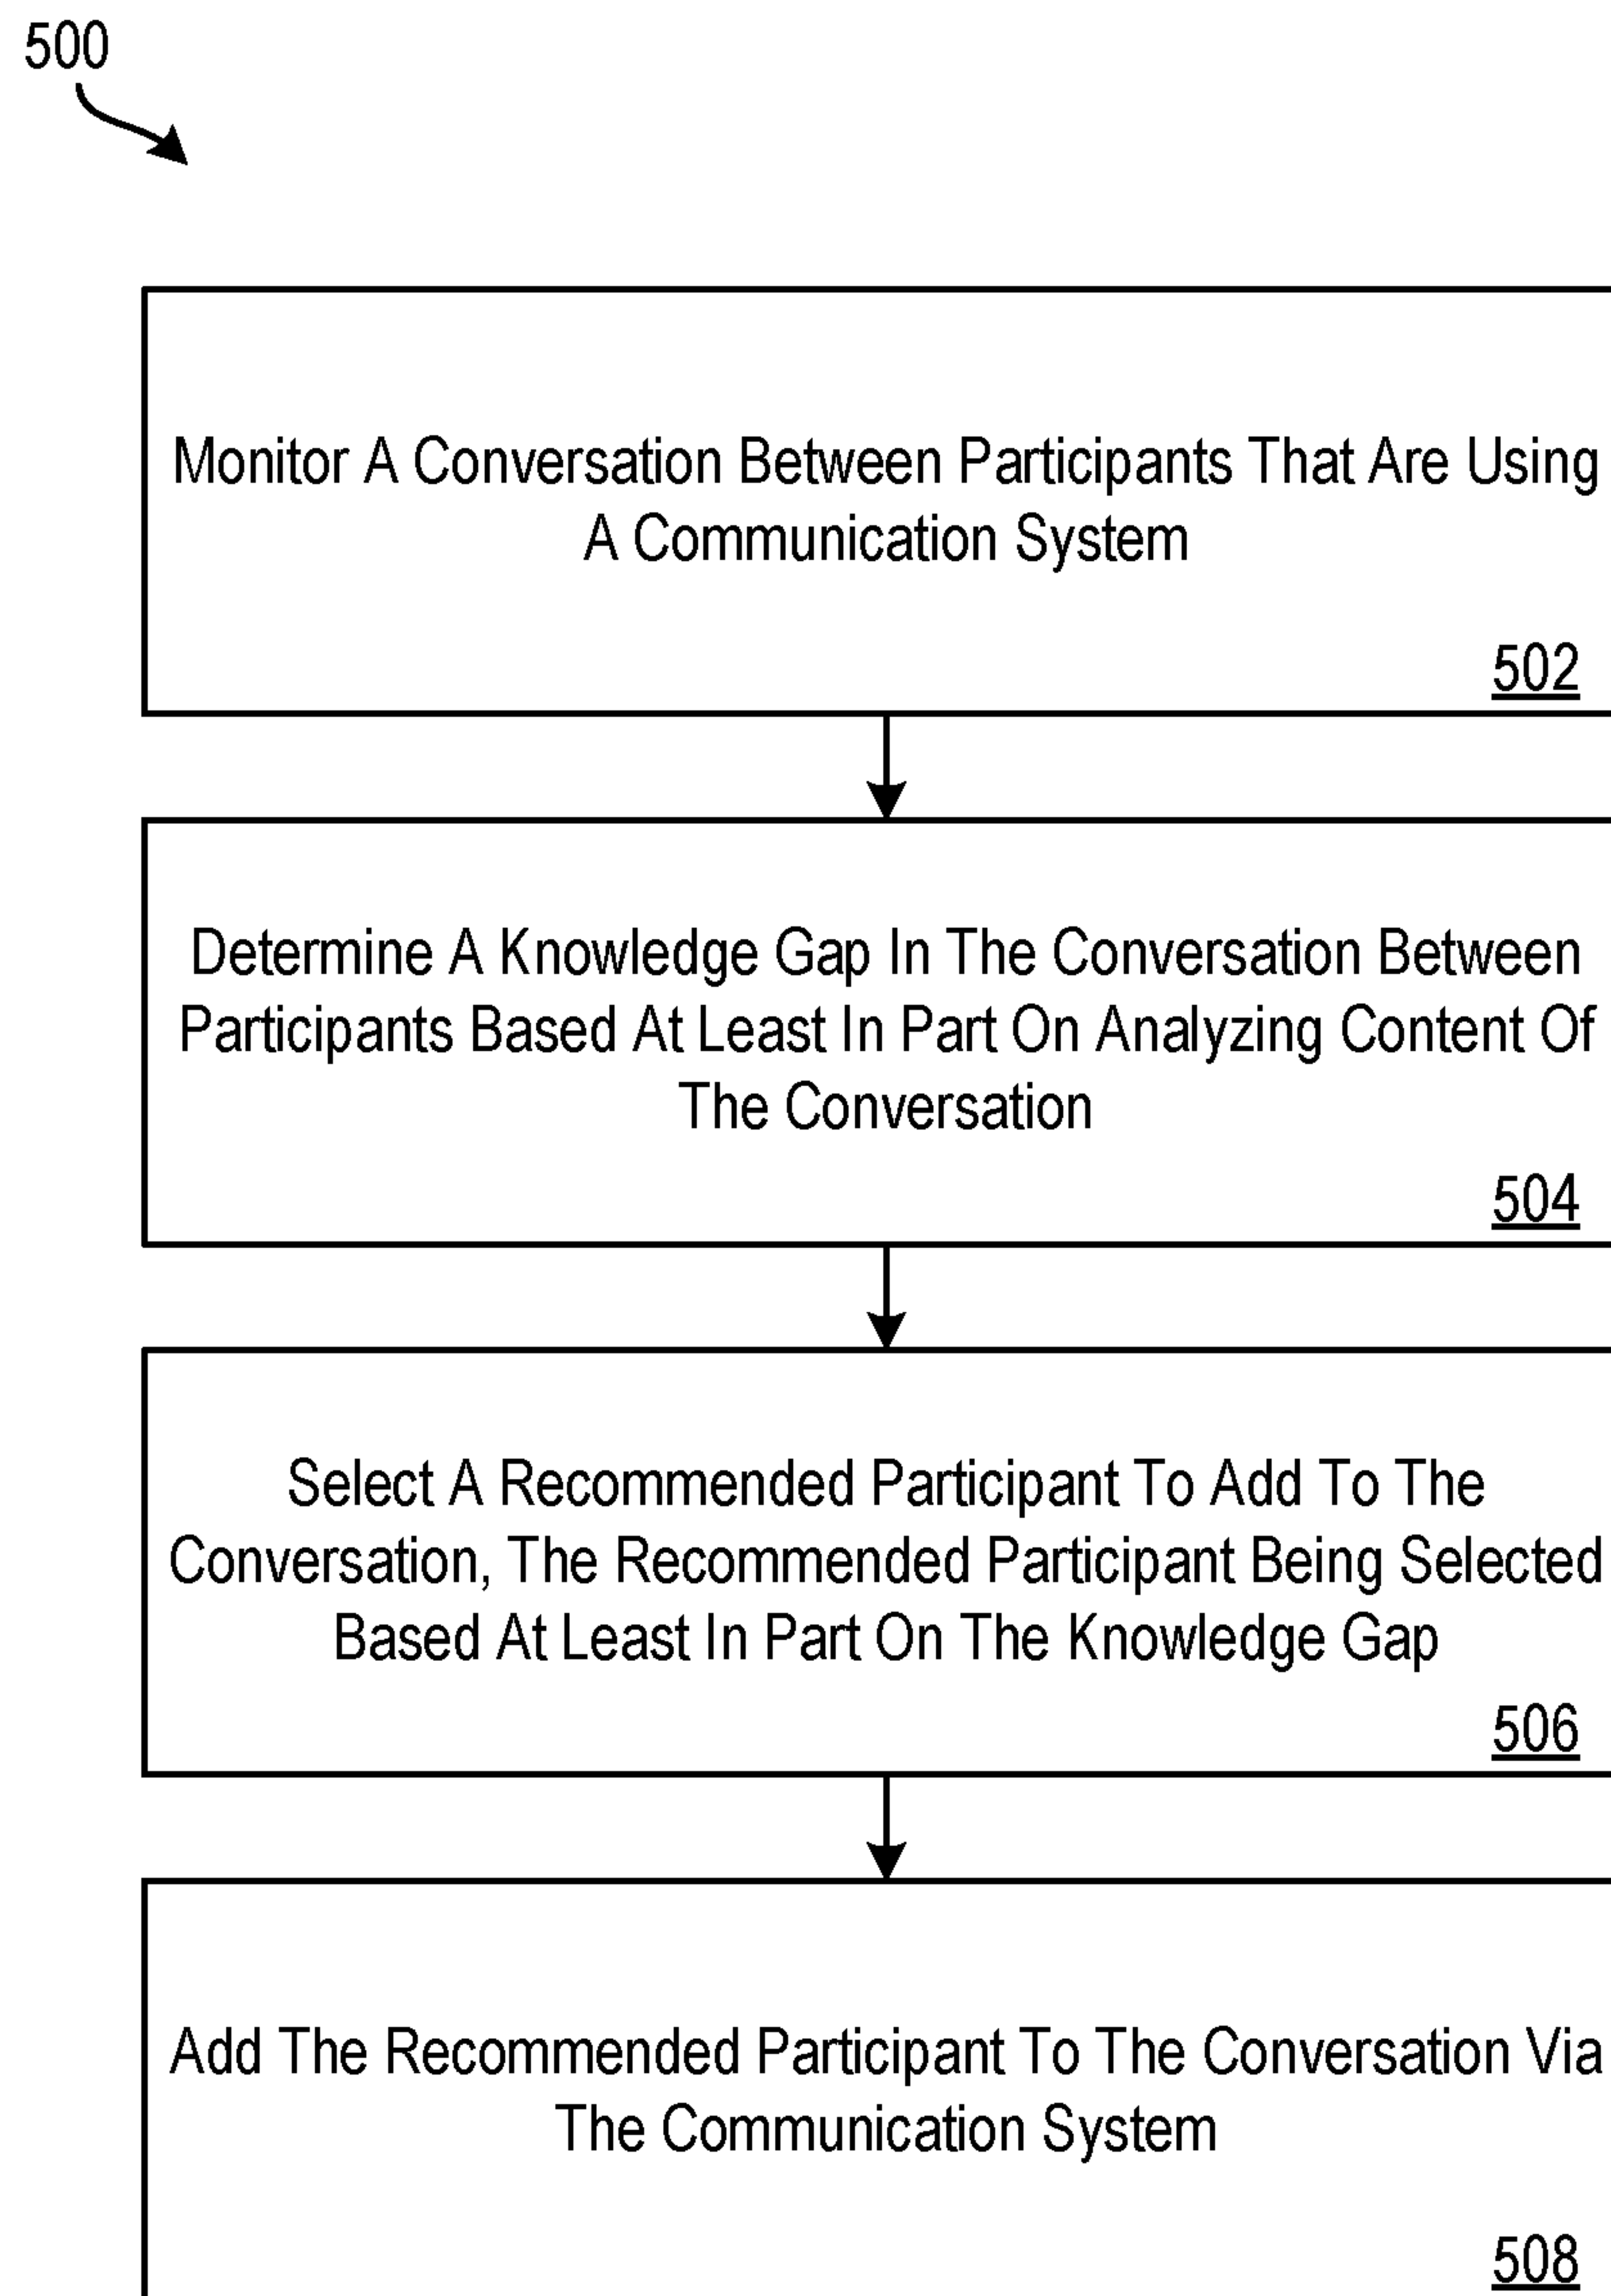 500
Monitor A Conversation Between Participants That Are Using
A Communication System
502
Determine A Knowledge Gap In The Conversation Between
Participants Based At Least In Part On Analyzing Content Of
The Conversation
504
Select A Recommended Participant To Add To The
Conversation, The Recommended Participant Being Selected
Based At Least In Part On The Knowledge Gap
506
Add The Recommended Participant To The Conversation Via
The Communication System
508